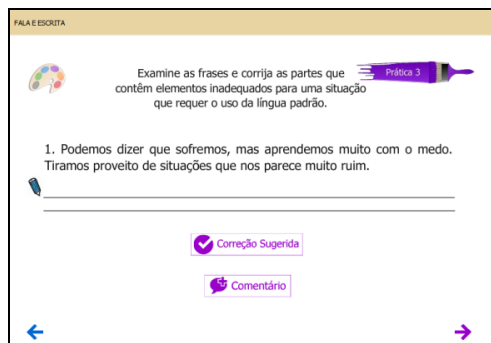 FALA E ESCRITA
Examine as frases e corrija as partes que
contêm elementos inadequados para uma situação
que requer o uso da língua padrão.
Prática 3
1. Podemos dizer que sofremos, mas aprendemos muito com o medo.
Tiramos proveito de situações que nos parece muito ruim.
Correção Sugerida
Comentário